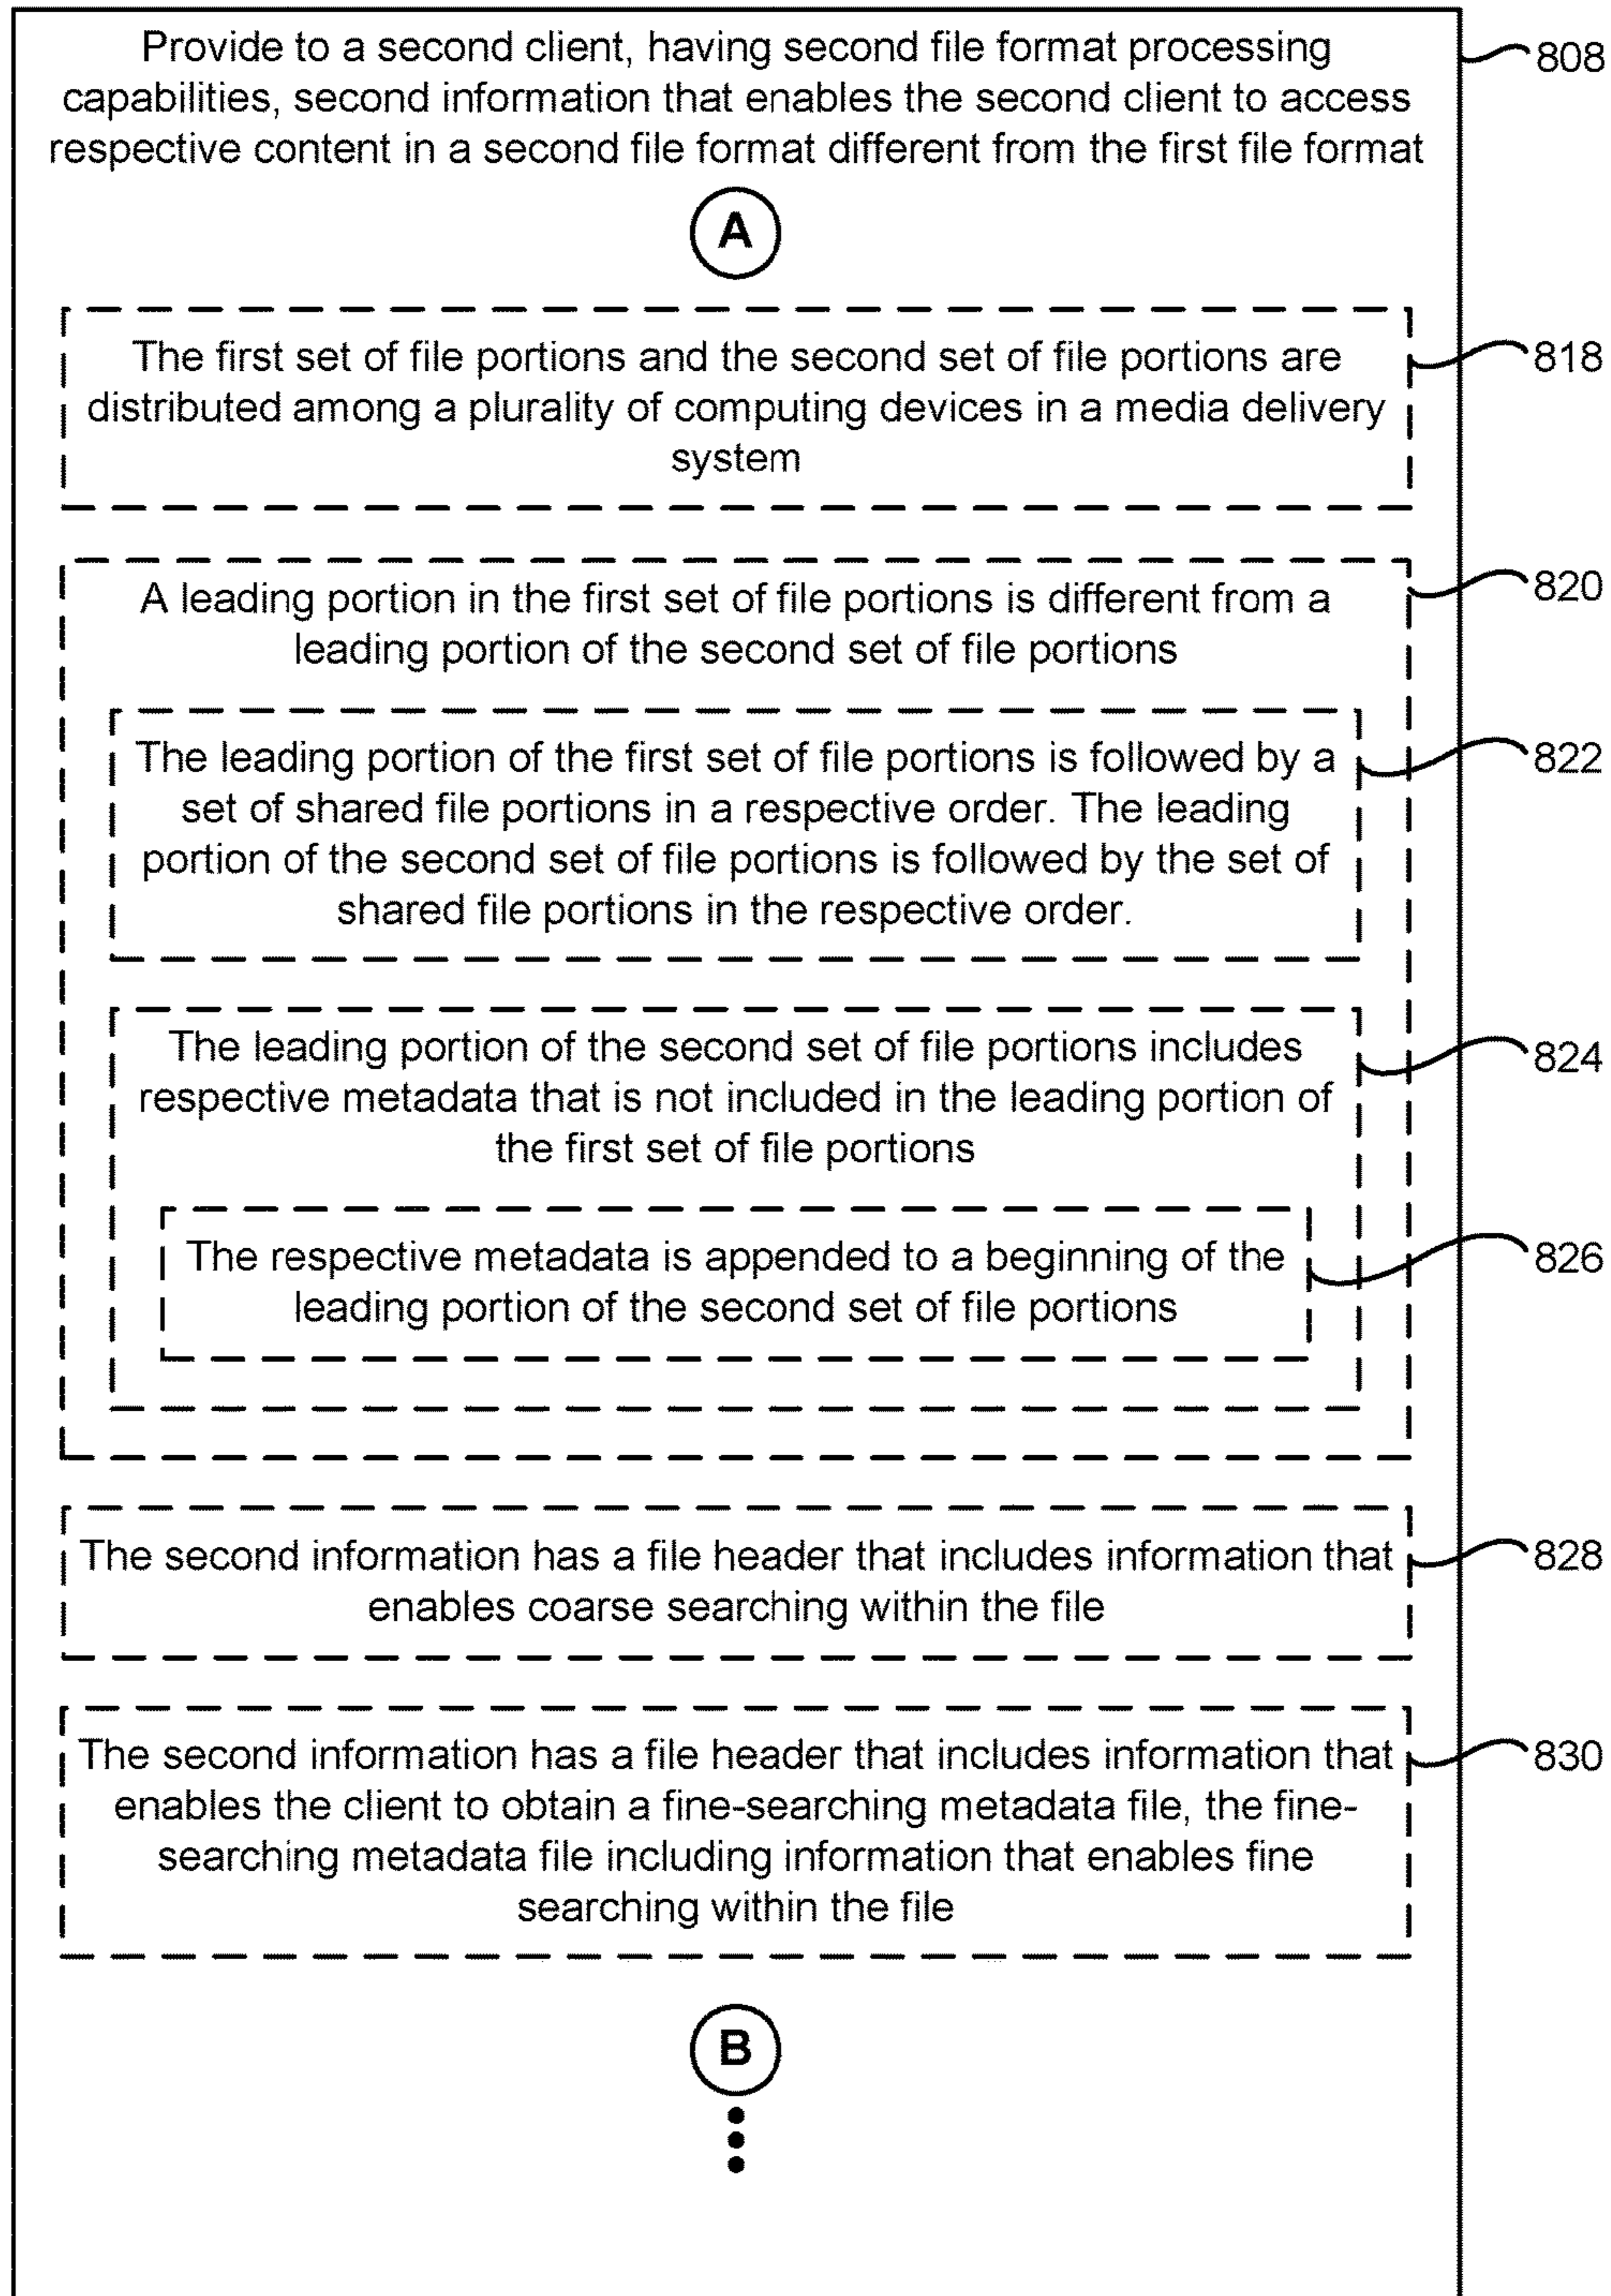 Provide to a second client, having second file format processing
capabilities, second information that enables the second client to access
respective content in a second file format different from the first file format
808
A
The first set of file portions and the second set of file portions are
distributed among a plurality of computing devices in a media delivery
system
818
A leading portion in the first set of file portions is different from a
leading portion of the second set of file portions
820
The leading portion of the first set of file portions is followed by a
set of shared file portions in a respective order. The leading
portion of the second set of file portions is followed by the set of
shared file portions in the respective order.
822
The leading portion of the second set of file portions includes
respective metadata that is not included in the leading portion of
the first set of file portions
824
The respective metadata is appended to a beginning of the
leading portion of the second set of file portions
826
The second information has a file header that includes information that
enables coarse searching within the file
828
The second information has a file header that includes information that
enables the client to obtain a fine-searching metadata file, the fine-
searching metadata file including information that enables fine
searching within the file
830
B